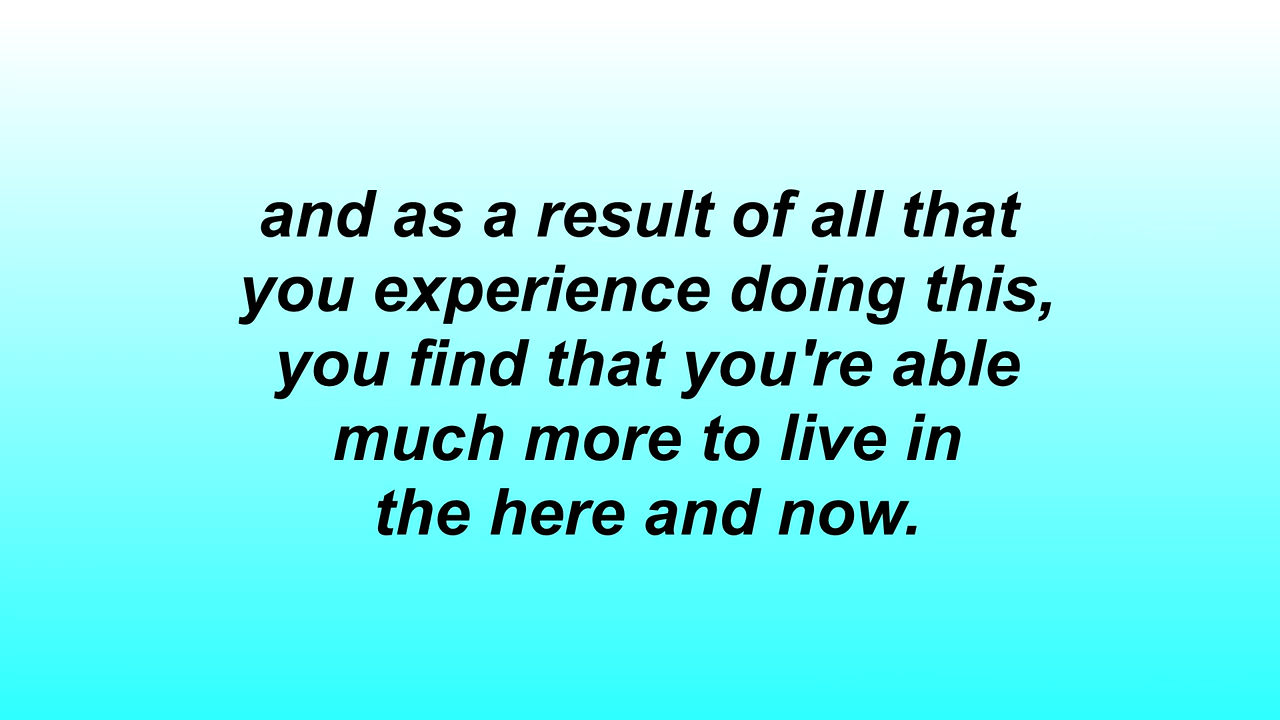 and as a result of all that
you experience doing this,
you find that you're able
much more to live in
the here and now.